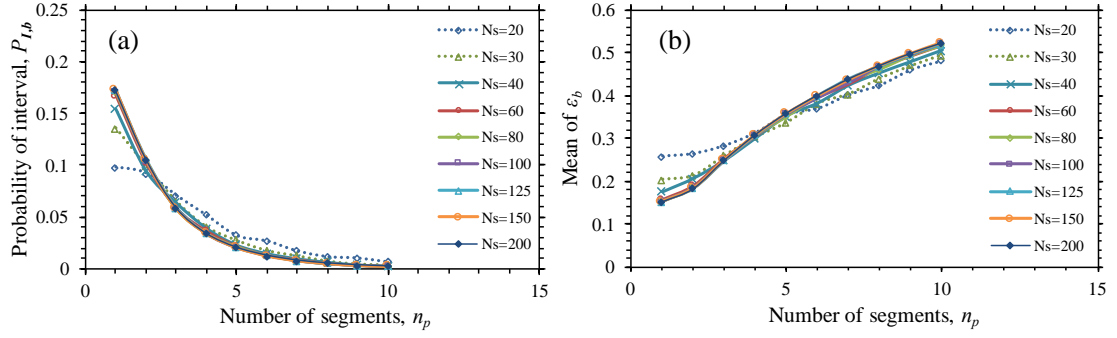 (a)
Probability of interval, P_I,b
0.25
0.2
0.15
0.1
0.05
0
0
5
10
15
Number of segments, n_p
Ns=20
Ns=30
Ns=40
Ns=60
Ns=80
Ns=100
Ns=125
Ns=150
Ns=200
(b)
Mean of ε_b
0.6
0.5
0.4
0.3
0.2
0.1
0
0
5
10
15
Number of segments, n_p
Ns=20
Ns=30
Ns=40
Ns=60
Ns=80
Ns=100
Ns=125
Ns=150
Ns=200